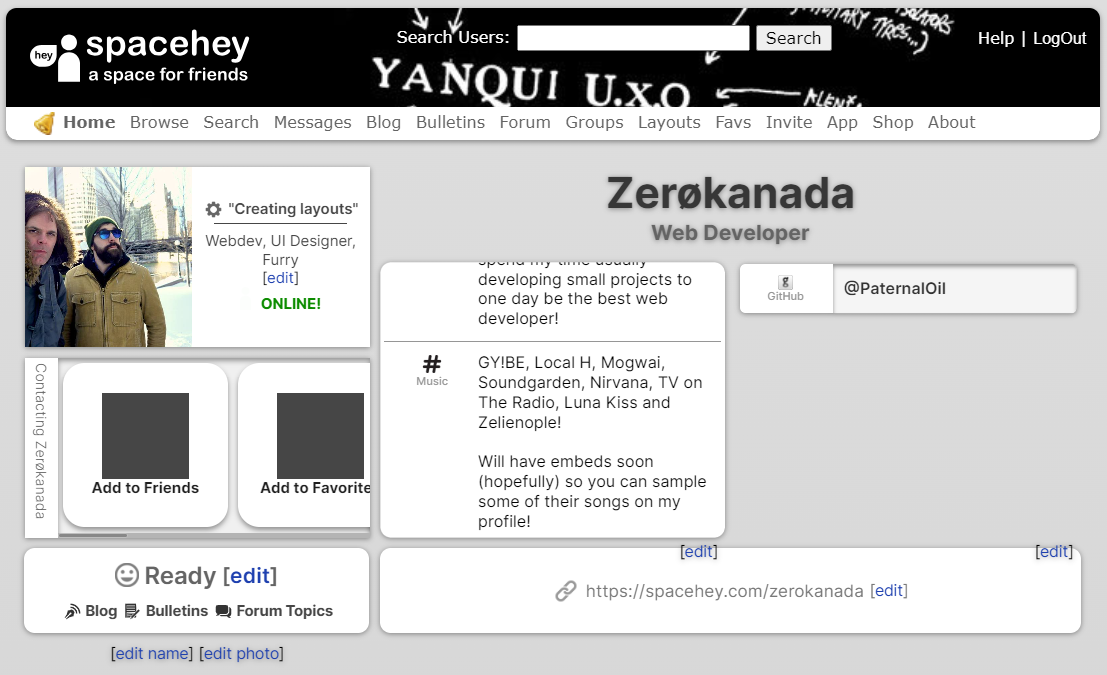 hey spacehey
a space for friends
Search Users: Search
Help | LogOut
YANQUI U.X.O
Home Browse Search Messages Blog Bulletins Forum Groups Layouts Favs Invite App Shop About
"Creating layouts"
Webdev, UI Designer,
Furry
[edit]
ONLINE!
Contacting Zerøkanada
Add to Friends
Add to Favorite
Ready [edit]
Blog Bulletins Forum Topics
[edit name] [edit photo]
Zerøkanada
Web Developer
spend my time usually
developing small projects to
one day be the best web
developer!
#
Music
GY!BE, Local H, Mogwai,
Soundgarden, Nirvana, TV on
The Radio, Luna Kiss and
Zelienople!
Will have embeds soon
(hopefully) so you can sample
some of their songs on my
profile!
[edit]
g
GitHub
@PaternalOil
[edit]
https://spacehey.com/zerokanada [edit]